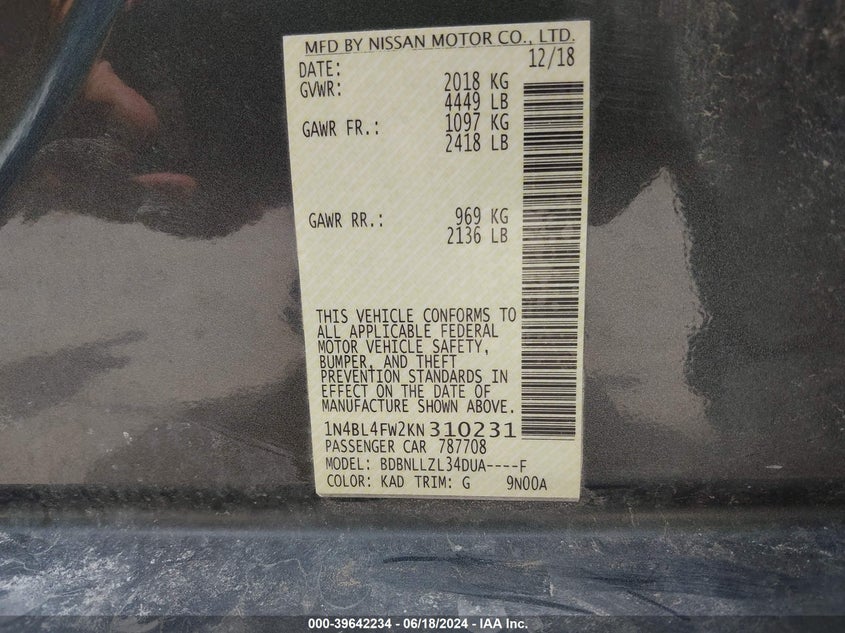 MFD BY NISSAN MOTOR CO., LTD.
DATE: 12/18
GVWR: 2018 KG
4449 LB
GAWR FR.: 1097 KG
2418 LB
GAWR RR.: 969 KG
2136 LB
THIS VEHICLE CONFORMS TO
ALL APPLICABLE FEDERAL
MOTOR VEHICLE SAFETY,
BUMPER, AND THEFT
PREVENTION STANDARDS IN
EFFECT ON THE DATE OF
MANUFACTURE SHOWN ABOVE.
1N4BL4FW2KN310231
PASSENGER CAR 787708
MODEL: BDBNLLZL34DUA----F
COLOR: KAD TRIM: G 9N00A
000-39642234 - 06/18/2024 - IAA Inc.